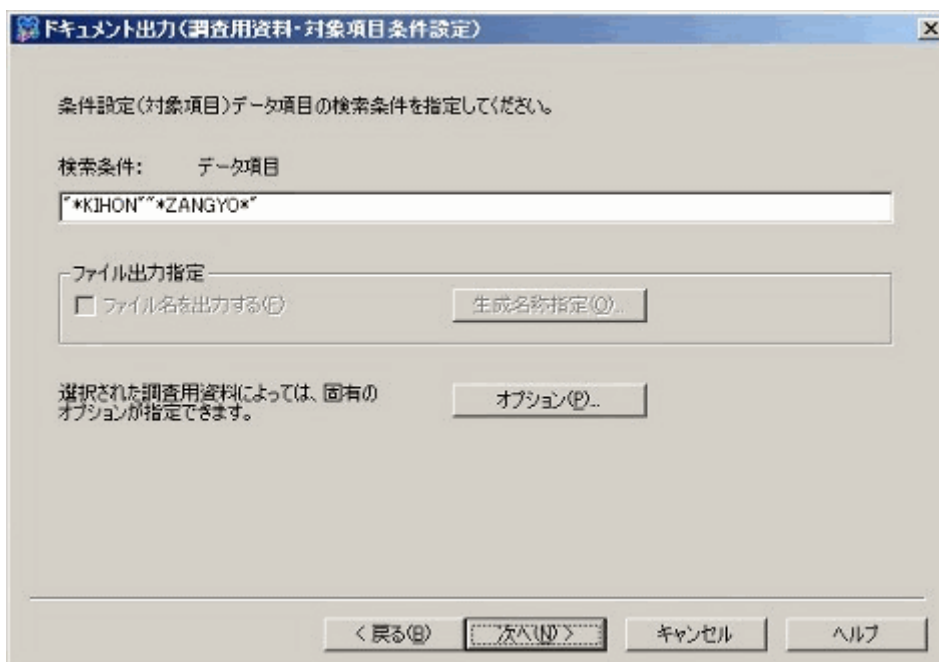 ドキュメント出力(調査用資料・対象項目条件設定)
条件設定(対象項目)データ項目の検索条件を指定してください。
検索条件: データ項目
"*KIHON""*ZANGYO*"
ファイル出力指定
ファイル名を出力する(F)
生成名称指定(O)...
選択された調査用資料によっては、固有の
オプションが指定できます。
オプション(P)...
< 戻る(B)
次へ(N) >
キャンセル
ヘルプ